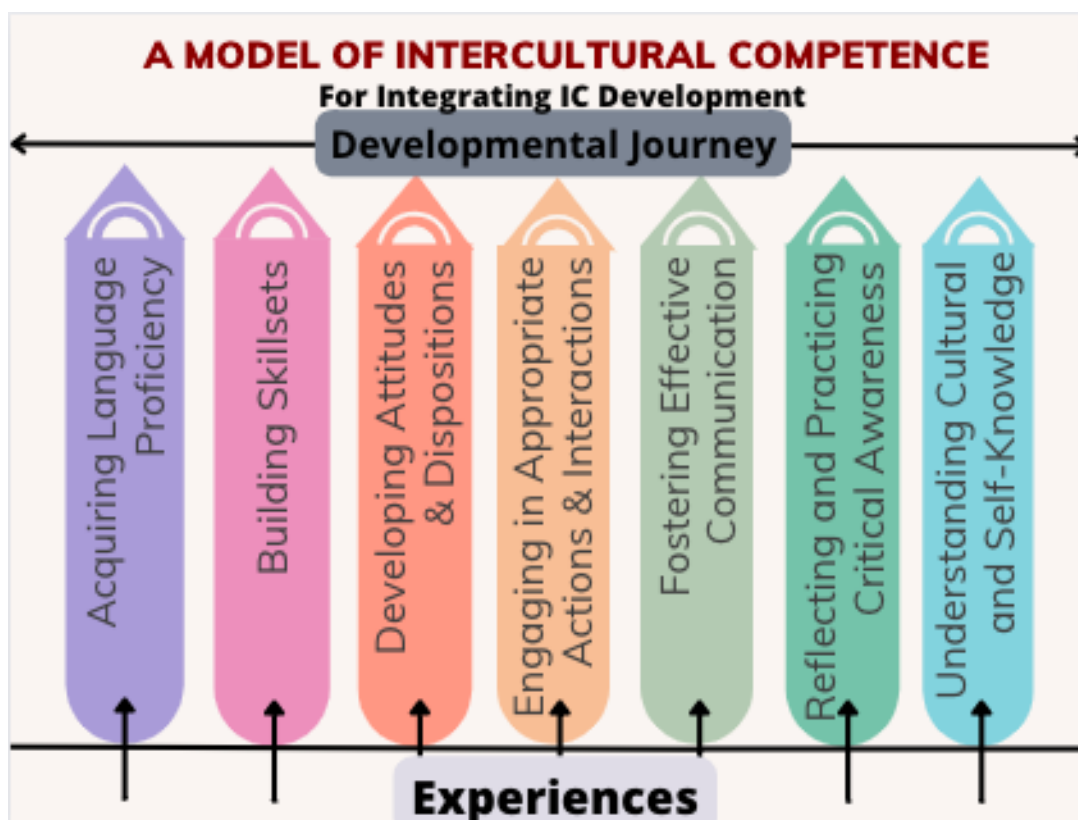 A MODEL OF INTERCULTURAL COMPETENCE
For Integrating IC Development
Developmental Journey
Acquiring Language
Proficiency
Building Skillsets
Developing Attitudes
& Dispositions
Engaging in Appropriate
Actions & Interactions
Fostering Effective
Communication
Reflecting and Practicing
Critical Awareness
Understanding Cultural
and Self-Knowledge
Experiences